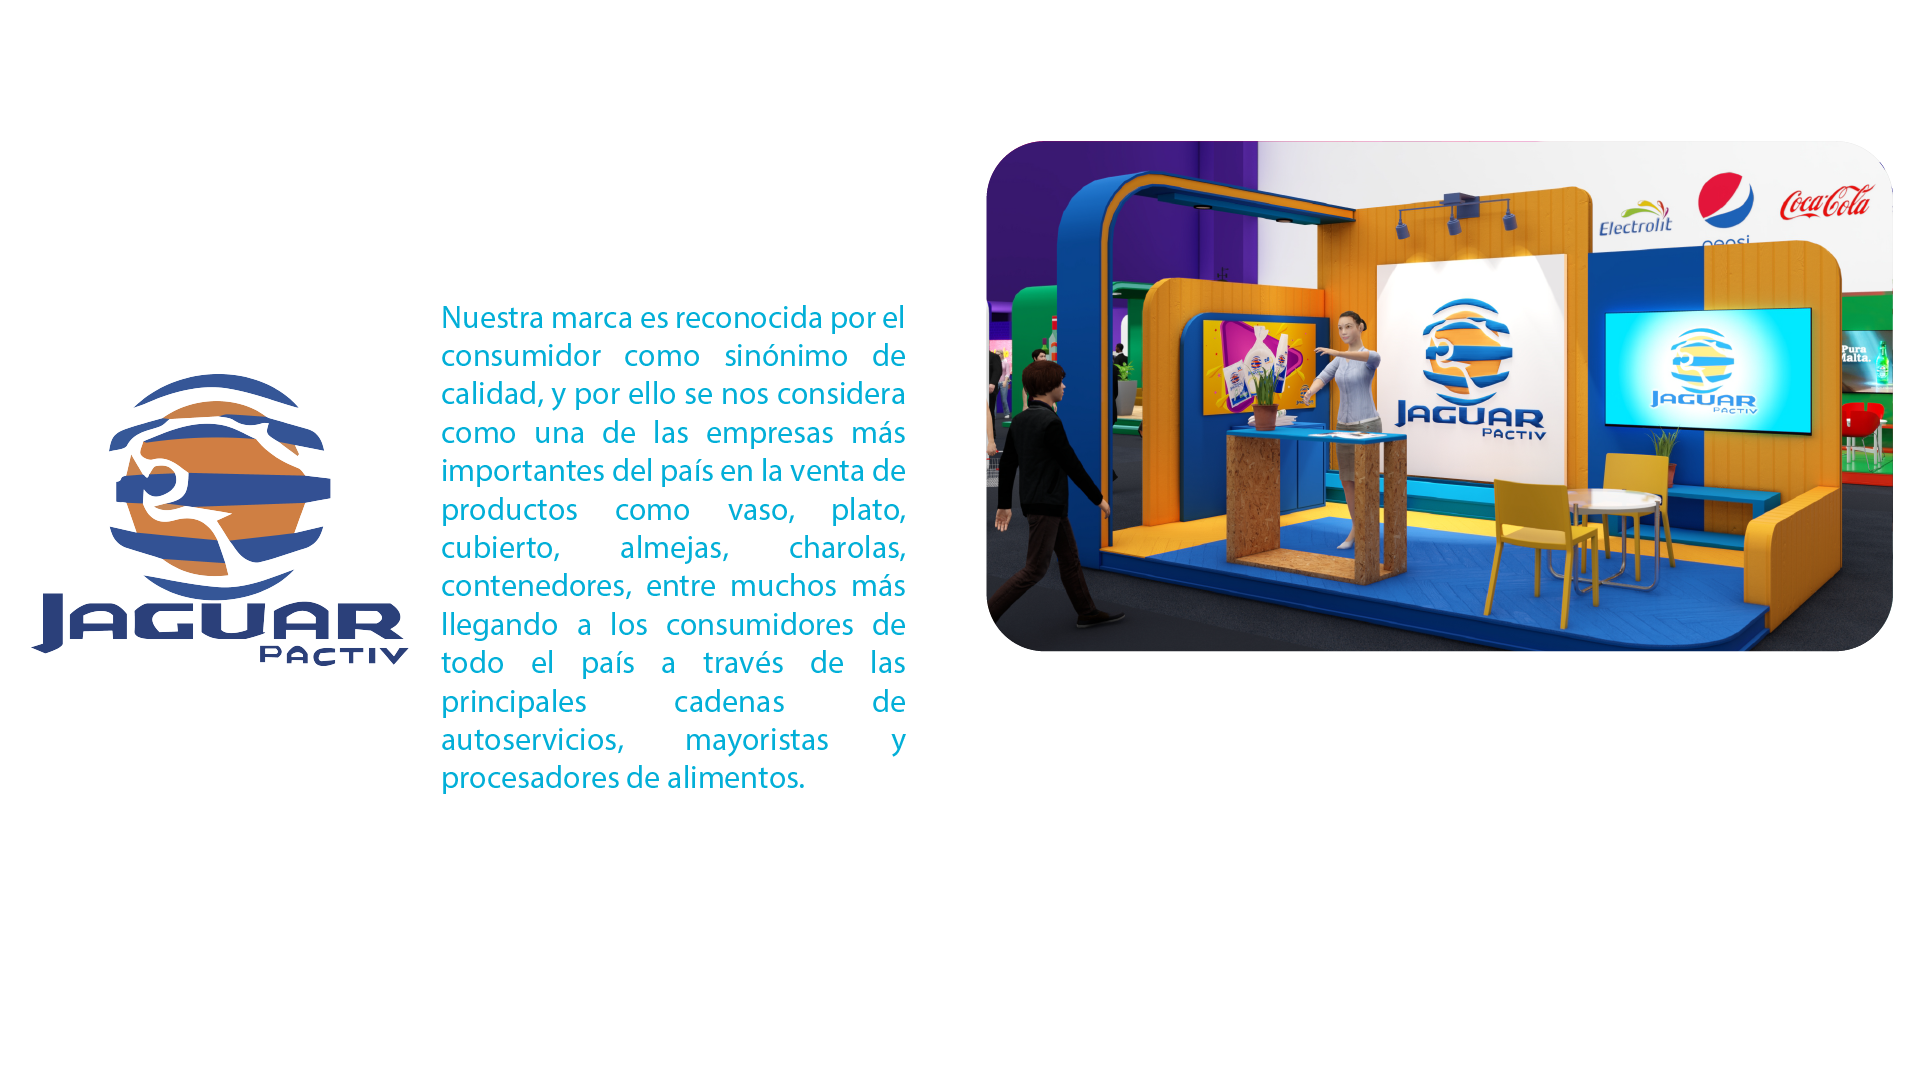 JAGUAR
PACTIV
Nuestra marca es reconocida por el
consumidor como sinónimo de
calidad, y por ello se nos considera
como una de las empresas más
importantes del país en la venta de
productos como vaso, plato,
cubierto, almejas, charolas,
contenedores, entre muchos más
llegando a los consumidores de
todo el país a través de las
principales cadenas de
autoservicios, mayoristas y
procesadores de alimentos.
Electrolit
pepsi
Coca-Cola
JAGUAR
PACTIV
JAGUAR
PACTIV
Pura
Malta.